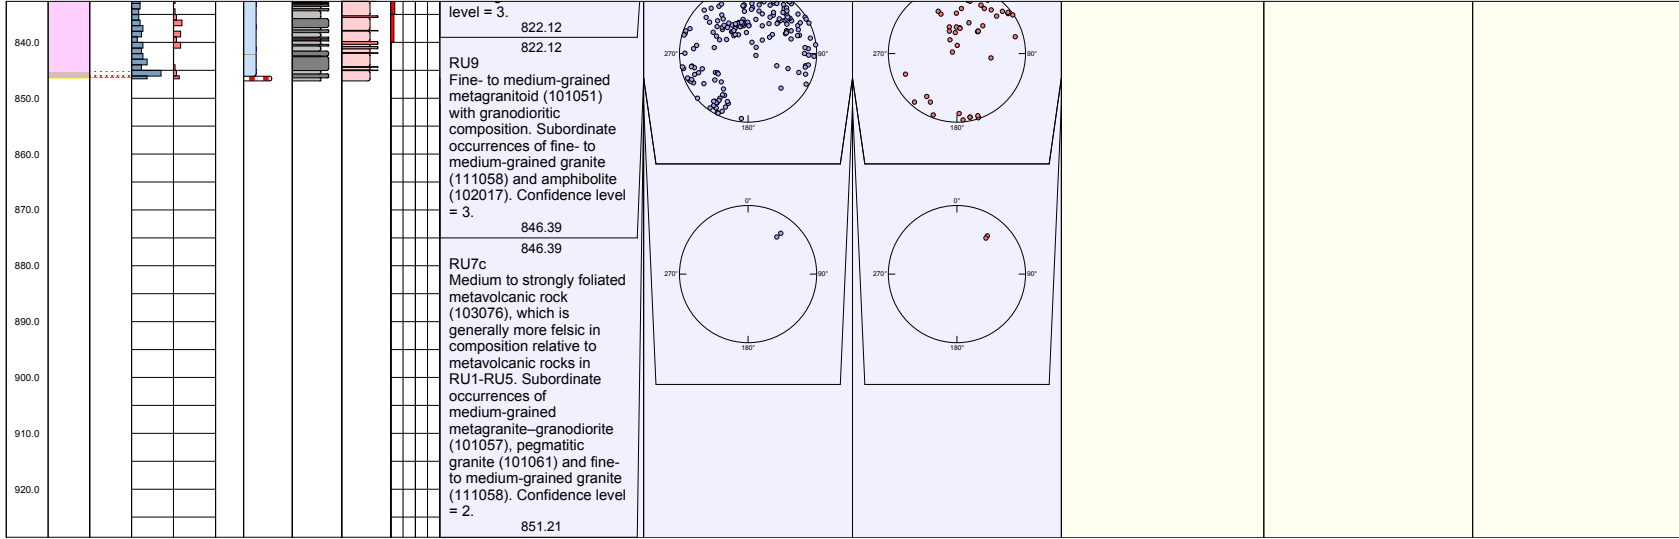 840.0
850.0
860.0
870.0
880.0
890.0
900.0
910.0
920.0
level = 3.
822.12
822.12
RU9
Fine- to medium-grained
metagranitoid (101051)
with granodioritic
composition. Subordinate
occurrences of fine- to
medium-grained granite
(111058) and amphibolite
(102017). Confidence level
= 3.
846.39
846.39
RU7c
Medium to strongly foliated
metavolcanic rock
(103076), which is
generally more felsic in
composition relative to
metavolcanic rocks in
RU1-RU5. Subordinate
occurrences of
medium-grained
metagranite–granodiorite
(101057), pegmatitic
granite (101061) and fine-
to medium-grained granite
(111058). Confidence level
= 2.
851.21
270°
90°
180°
270°
90°
180°
0°
270°
90°
180°
0°
270°
90°
180°